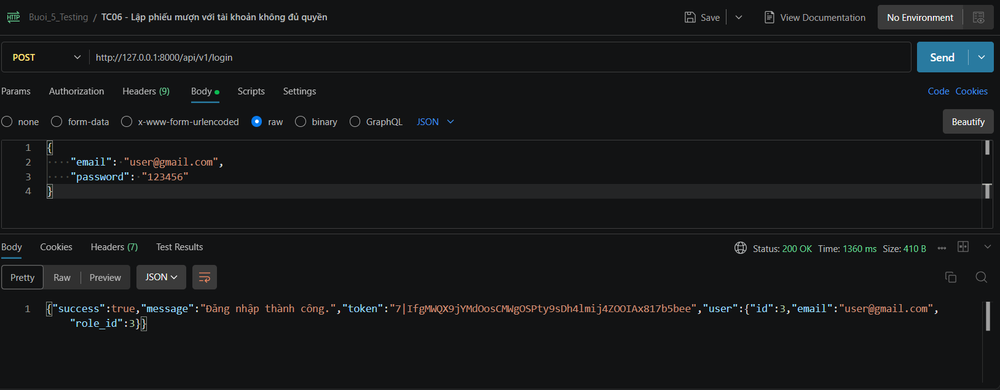 HTTP Buoi_5_Testing / TC06 - Lập phiếu mượn với tài khoản không đủ quyền Save View Documentation No Environment
POST http://127.0.0.1:8000/api/v1/login Send
Params Authorization Headers (9) Body Scripts Settings Code Cookies
none form-data x-www-form-urlencoded raw binary GraphQL JSON Beautify
1 {
2 ····"email":·"user@gmail.com",
3 ····"password":·"123456"
4 }
Body Cookies Headers (7) Test Results Status: 200 OK Time: 1360 ms Size: 410 B
Pretty Raw Preview JSON
1 {"success":true,"message":"Đăng nhập thành công.","token":"7|IfgMWQX9jYMdOosCMWgOSPty9sDh4lmij4ZOOIAx817b5bee","user":{"id":3,"email":"user@gmail.com",
"role_id":3}}